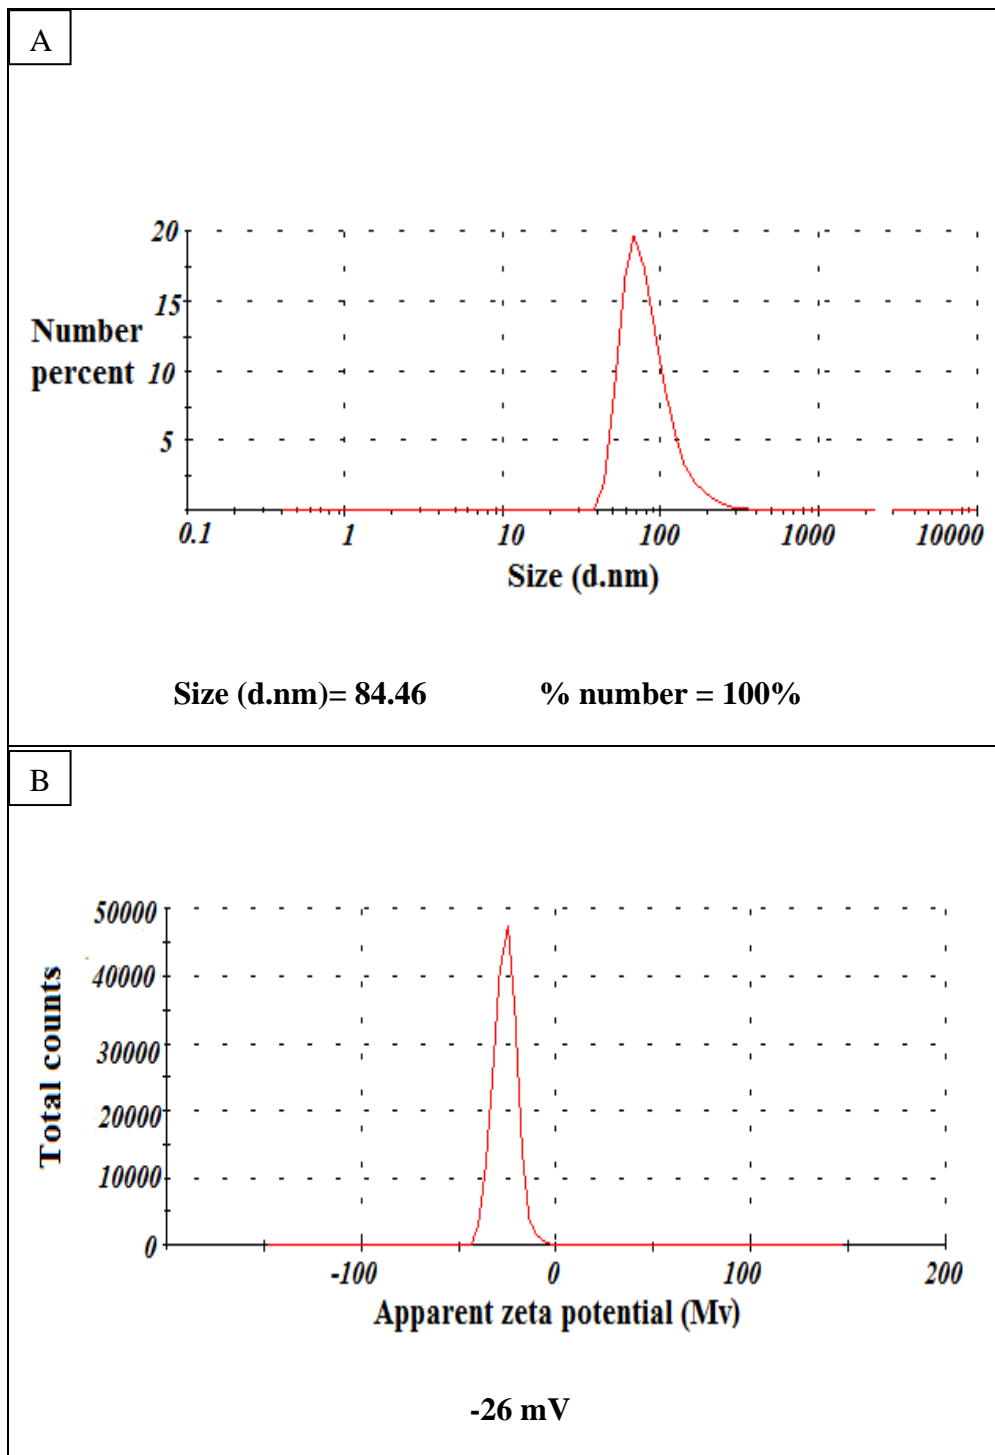 A
20
15
Number
percent 10
5
0.1 1 10 100 1000 10000
Size (d.nm)
Size (d.nm)= 84.46 % number = 100%
B
50000
40000
30000
20000
10000
0
Total counts
-100 0 100 200
Apparent zeta potential (Mv)
-26 mV